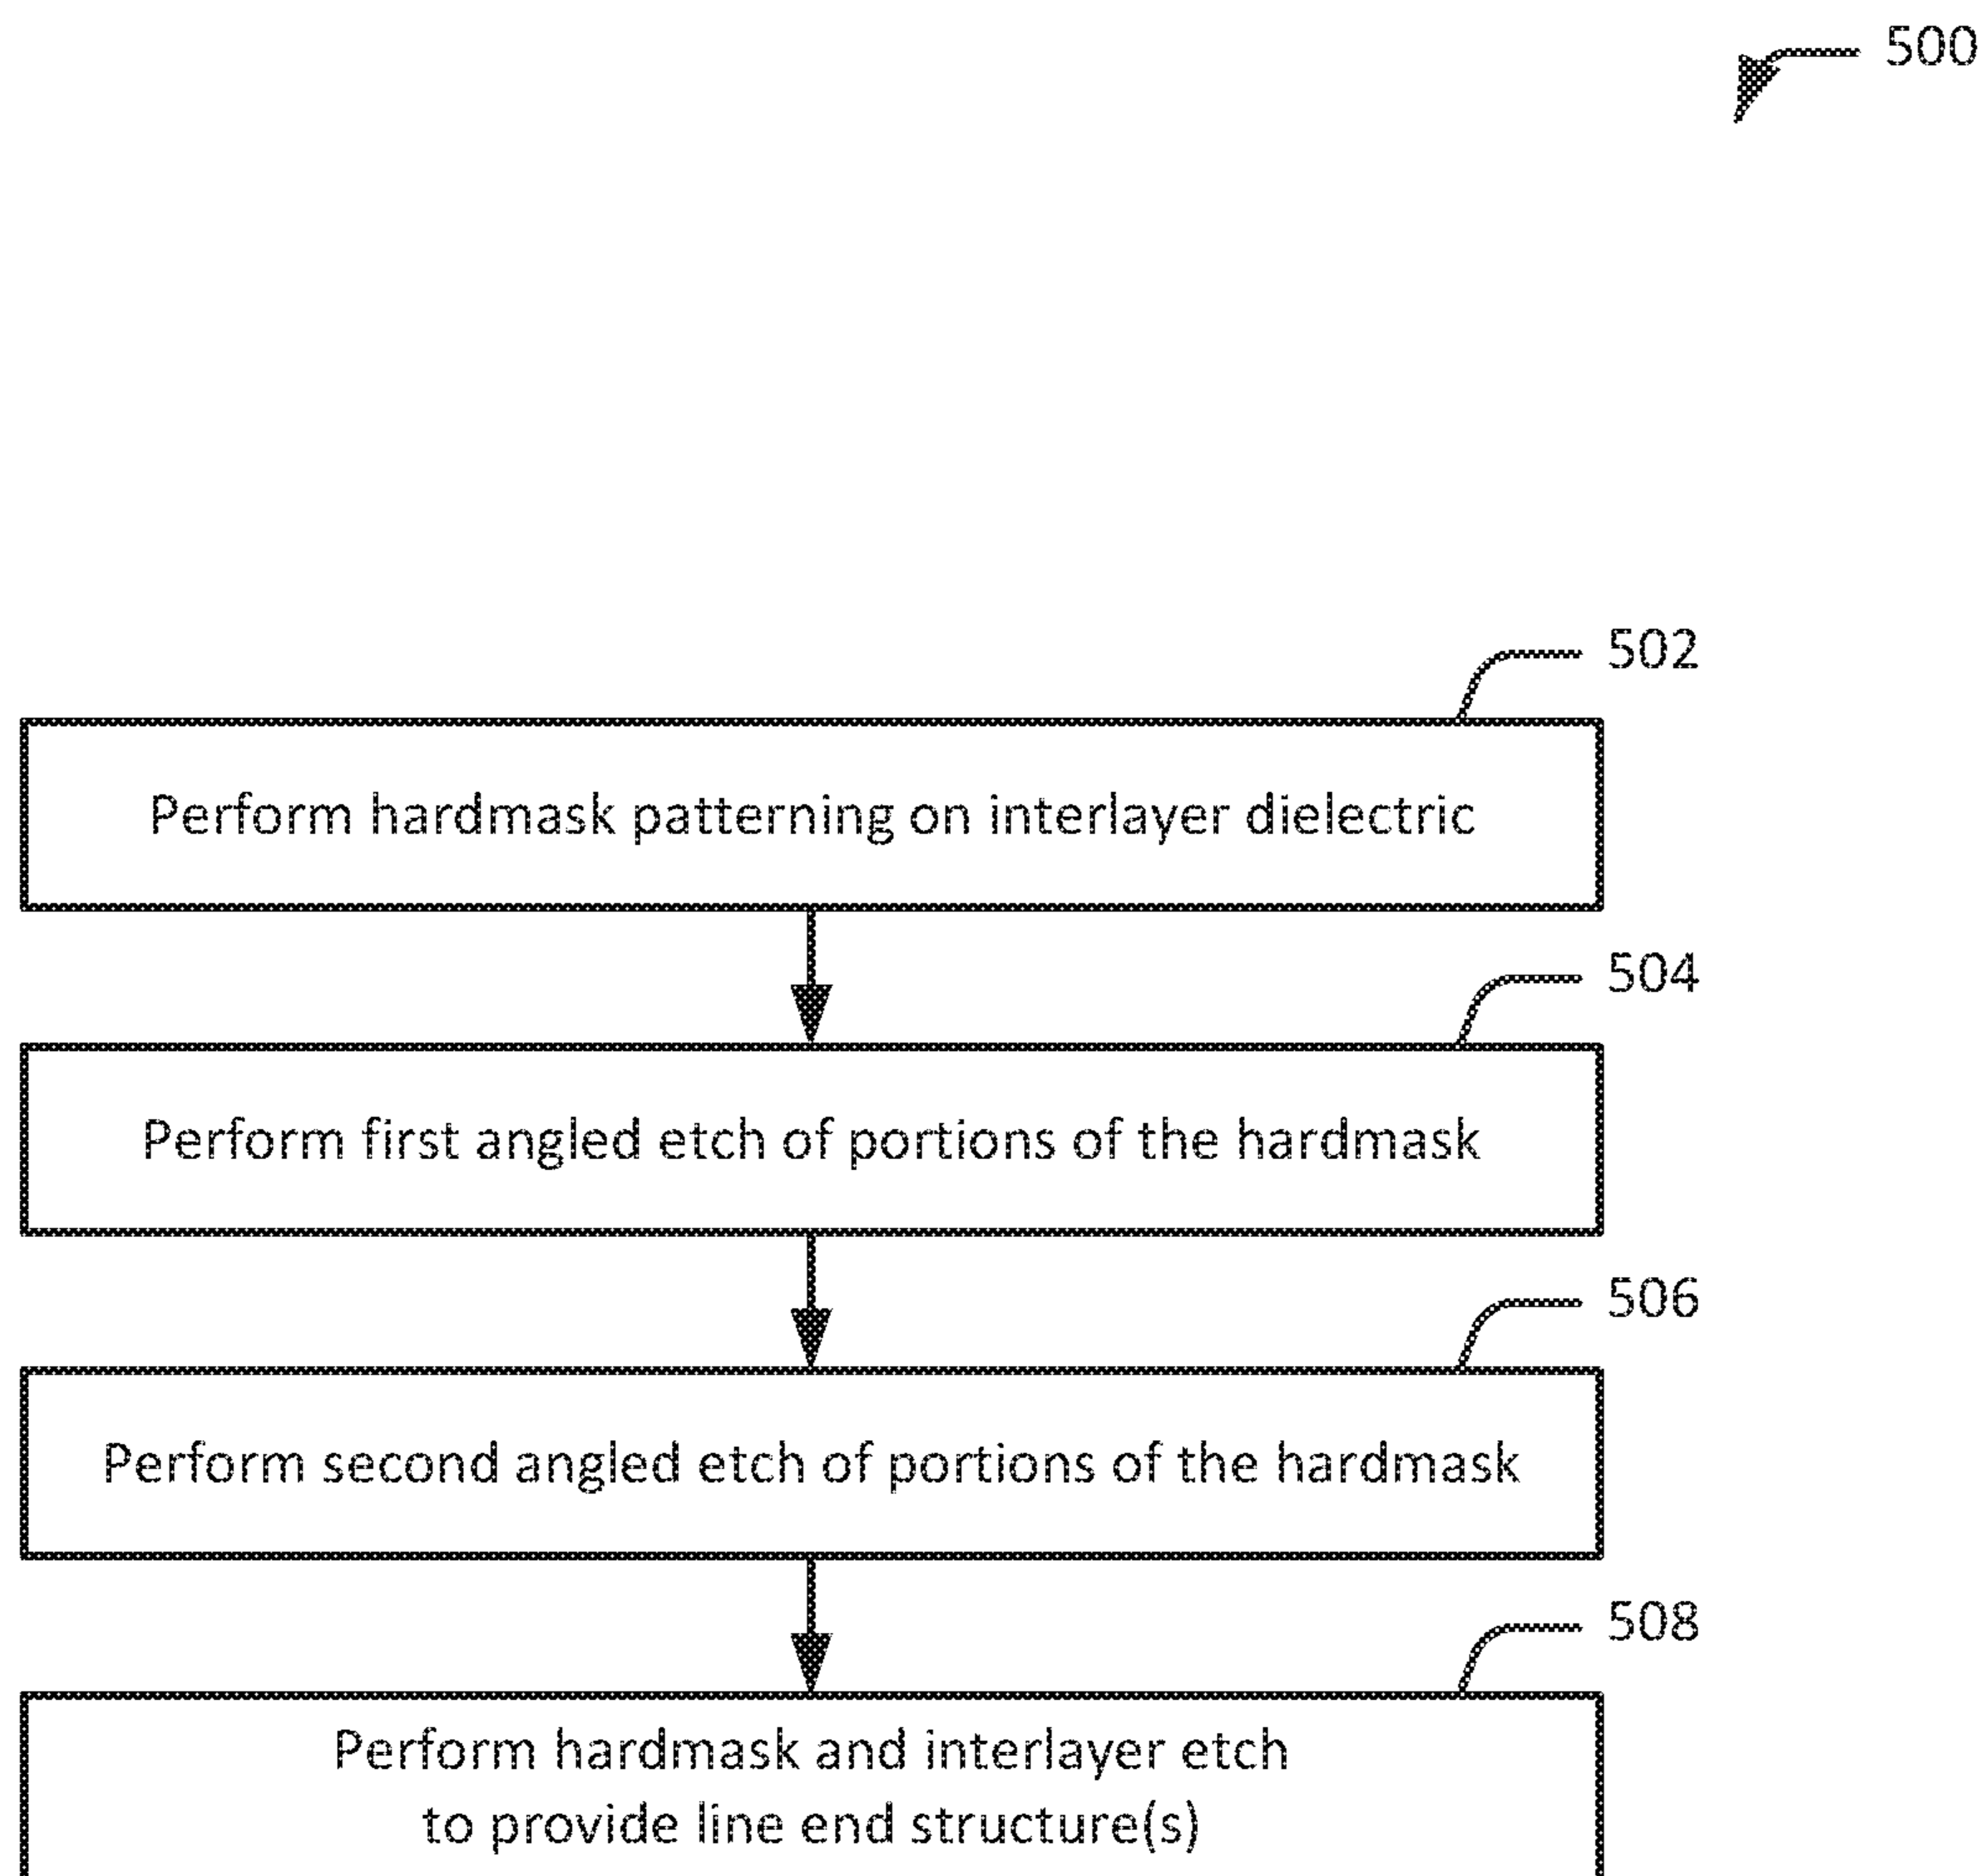 500
502
Perform hardmask patterning on interlayer dielectric
504
Perform first angled etch of portions of the hardmask
506
Perform second angled etch of portions of the hardmask
508
Perform hardmask and interlayer etch
to provide line end structure(s)